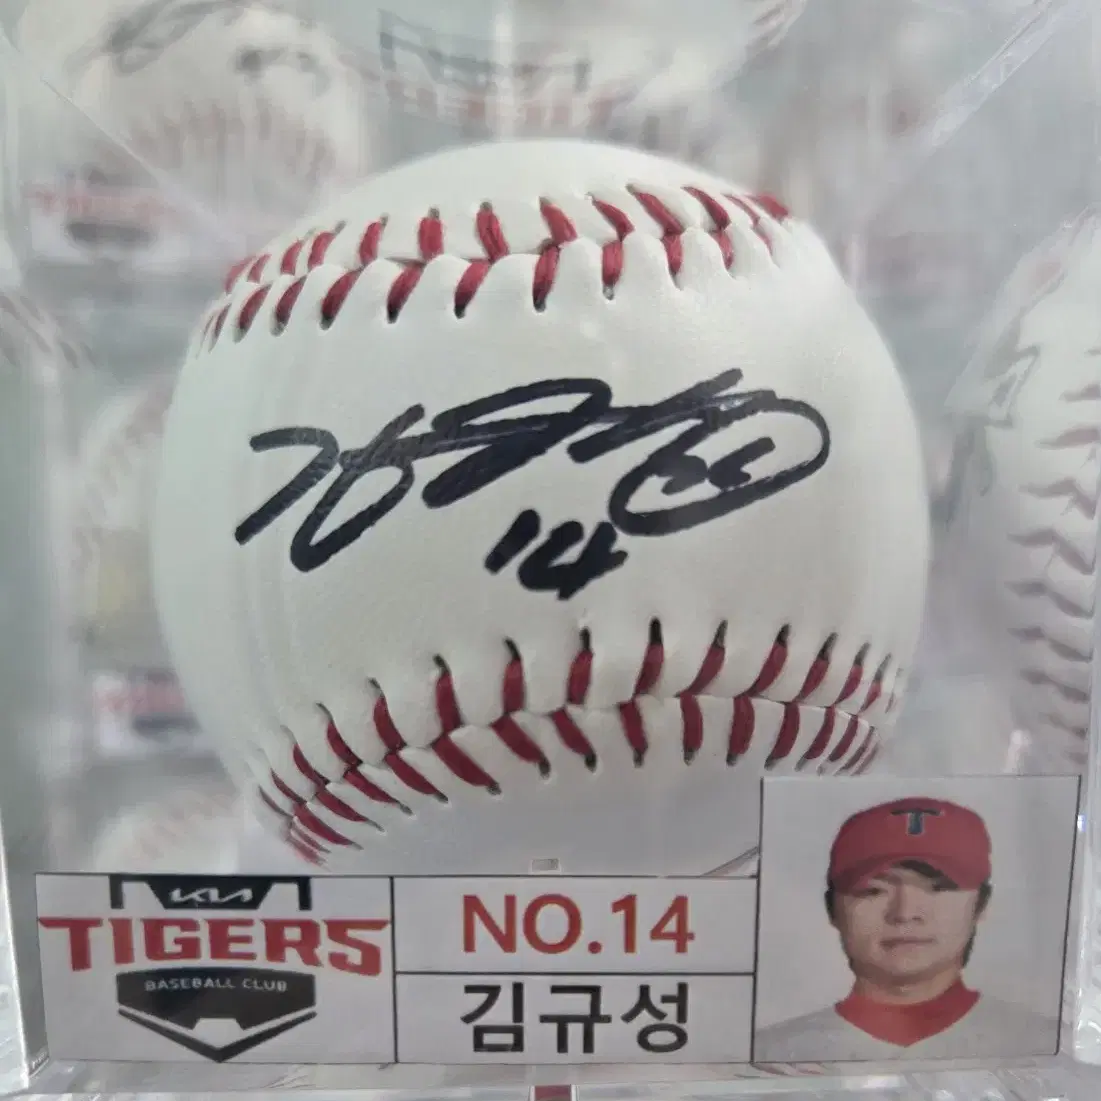 14
KIA
TIGERS
BASEBALL CLUB
NO.14
김규성
T